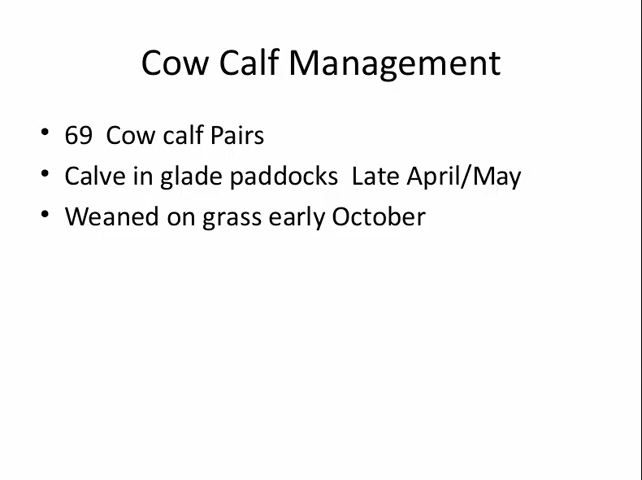 Cow Calf Management
• 69  Cow calf Pairs
• Calve in glade paddocks  Late April/May
• Weaned on grass early October